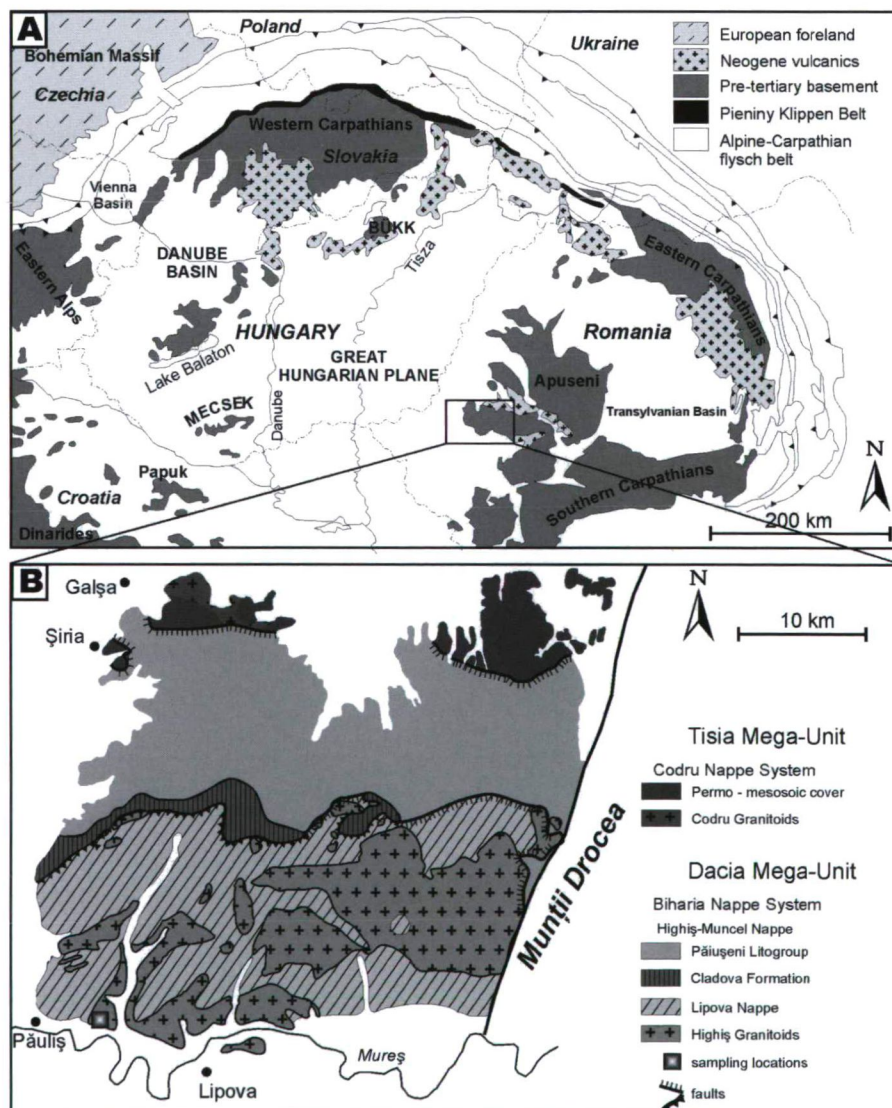 A
Poland
Ukraine
Bohemian Massif
Czechia
European foreland
Neogene vulcanics
Pre-tertiary basement
Pieniny Klippen Belt
Alpine-Carpathian
flysch belt
Western Carpathians
Slovakia
Vienna
Basin
BÜKK
DANUBE
BASIN
Tisza
Eastern Alps
Eastern Carpathians
HUNGARY
Romania
Lake Balaton
GREAT
HUNGARIAN PLANE
Apuseni
MECSEK
Danube
Transylvanian Basin
Papuk
Croatia
Southern Carpathians
N
Dinarides
200 km
B
Galşa
Şiria
N
10 km
Tisia Mega-Unit
Codru Nappe System
Permo - mesosoic cover
Codru Granitoids
Munţii Drocea
Dacia Mega-Unit
Biharia Nappe System
Highiş-Muncel Nappe
Păiuşeni Litogroup
Cladova Formation
Lipova Nappe
Highiş Granitoids
sampling locations
faults
Păuliş
Mureş
Lipova